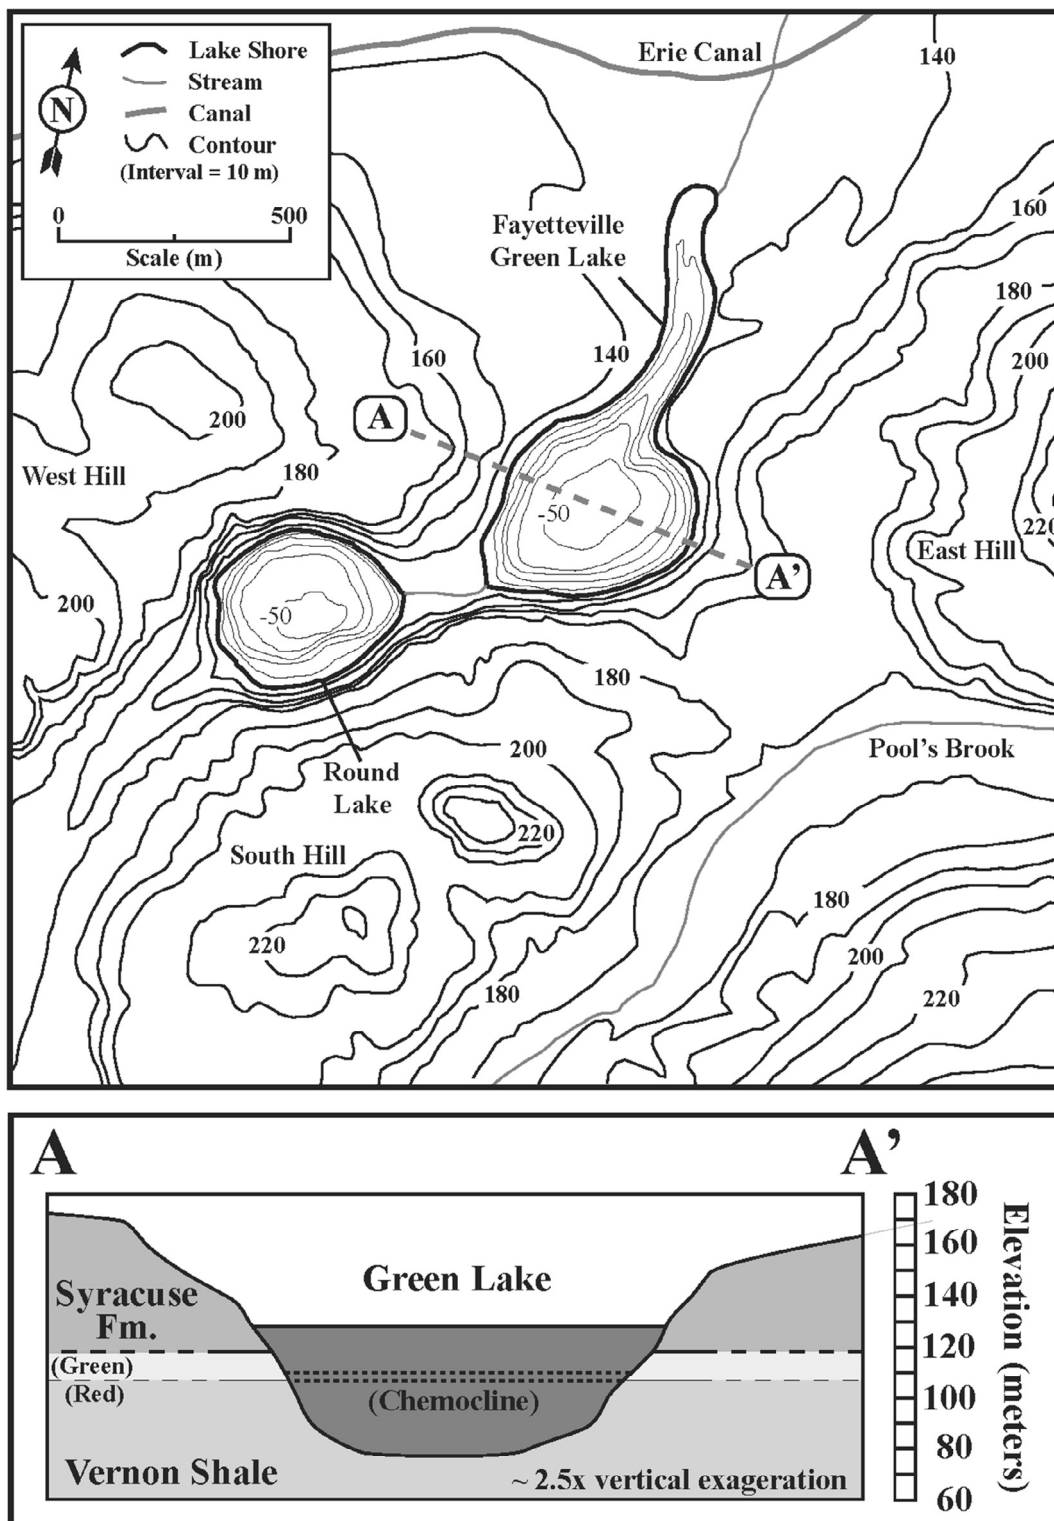 Lake Shore
Stream
Canal
Contour
(Interval = 10 m)
N
0 500
Scale (m)
Erie Canal
140
Fayetteville
Green Lake
160
180
200
140
160
A
200
West Hill
180
-50
220
East Hill
A'
200
-50
180
Pool's Brook
200
Round
Lake
220
South Hill
180
200
220
220
180
A A’
180
160
140
120
100
80
60
Elevation (meters)
Green Lake
Syracuse
Fm.
(Green)
(Red)
(Chemocline)
Vernon Shale
~ 2.5x vertical exageration